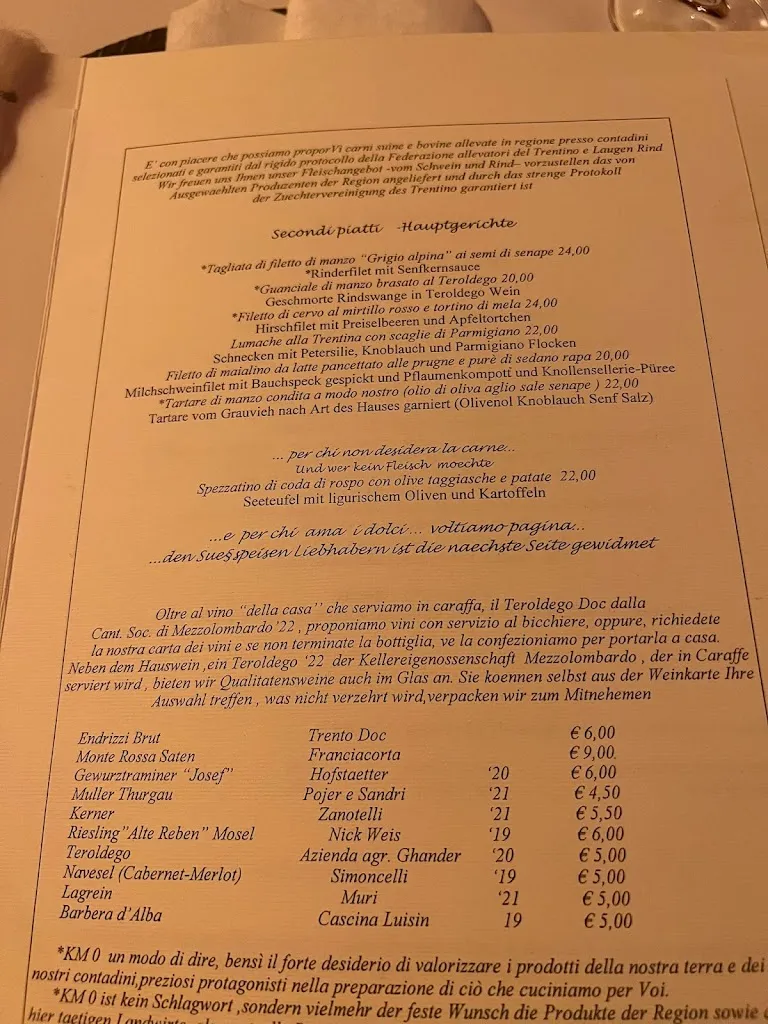 E' con piacere che possiamo proporVi carni suine e bovine allevate in regione presso contadini
selezionati e garantiti dal rigido protocollo della Federazione allevatori del Trentino e Laugen Rind
Wir freuen uns Ihnen unser Fleischangebot -vom Schwein und Rind– vorzustellen das von
Ausgewaehlten Produzenten der Region angeliefert und durch das strenge Protokoll
der Zuechtervereinigung des Trentino garantiert ist
Secondi piatti -Hauptgerichte
*Tagliata di filetto di manzo "Grigio alpina" ai semi di senape 24,00
*Rinderfilet mit Senfkernsauce
*Guanciale di manzo brasato al Teroldego 20,00
Geschmorte Rindswange in Teroldego Wein
*Filetto di cervo al mirtillo rosso e tortino di mela 24,00
Hirschfilet mit Preiselbeeren und Apfeltortchen
Lumache alla Trentina con scaglie di Parmigiano 22,00
Schnecken mit Petersilie, Knoblauch und Parmigiano Flocken
Filetto di maialino da latte pancettato alle prugne e purè di sedano rapa 20,00
Milchschweinfilet mit Bauchspeck gespickt und Pflaumenkompott und Knollensellerie-Püree
*Tartare di manzo condita a modo nostro (olio di oliva aglio sale senape ) 22,00
Tartare vom Grauvieh nach Art des Hauses garniert (Olivenol Knoblauch Senf Salz)
... per chi non desidera la carne...
Und wer kein Fleisch moechte
Spezzatino di coda di rospo con olive taggiasche e patate 22,00
Seeteufel mit ligurischem Oliven und Kartoffeln
...e per chi ama i dolci... voltiamo pagina...
...den Sue§speisen Liebhabern ist die naechste Seite gewidmet
Oltre al vino "della casa'' che serviamo in caraffa, il Teroldego Doc dalla
Cant. Soc. di Mezzolombardo '22 , proponiamo vini con servizio al bicchiere, oppure, richiedete
la nostra carta dei vini e se non terminate la bottiglia, ve la confezioniamo per portarla a casa.
Neben dem Hauswein ,ein Teroldego '22 der Kellereigenossenschaft Mezzolombardo , der in Caraffe
serviert wird , bieten wir Qualitatensweine auch im Glas an. Sie koennen selbst aus der Weinkarte Ihre
Auswahl treffen , was nicht verzehrt wird,verpacken wir zum Mitnehemen
Endrizzi Brut Trento Doc € 6,00
Monte Rossa Saten Franciacorta € 9,00.
Gewurztraminer "Josef" Hofstaetter '20 € 6,00
Muller Thurgau Pojer e Sandri '21 € 4,50
Kerner Zanotelli '21 € 5,50
Riesling"Alte Reben" Mosel Nick Weis '19 € 6,00
Teroldego Azienda agr. Ghander '20 € 5,00
Navesel (Cabernet-Merlot) Simoncelli '19 € 5,00
Lagrein Muri '21 € 5,00
Barbera d'Alba Cascina Luisin 19 € 5,00
*KM 0 un modo di dire, bensì il forte desiderio di valorizzare i prodotti della nostra terra e dei
nostri contadini,preziosi protagonisti nella preparazione di ciò che cuciniamo per Voi.
*KM 0 ist kein Schlagwort ,sondern vielmehr der feste Wunsch die Produkte der Region sowie
hier taetigen